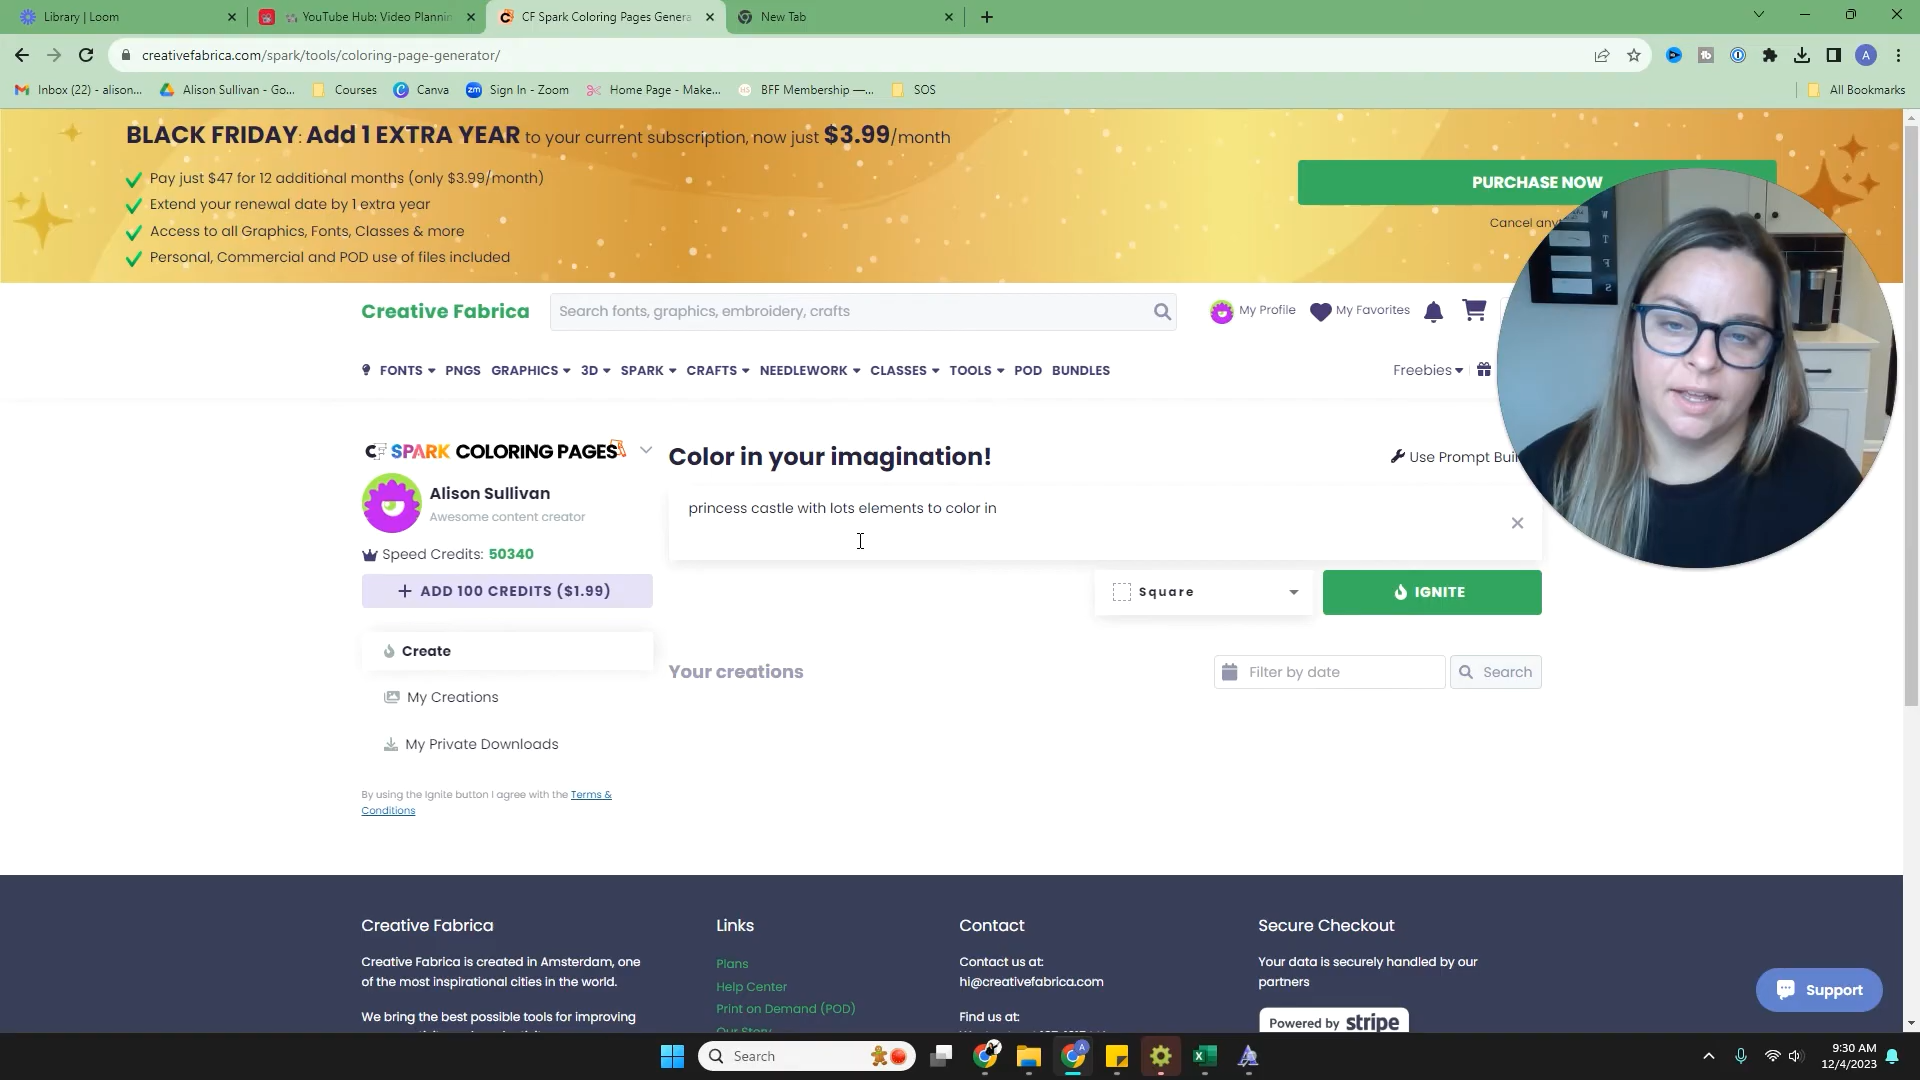 Library | Loom
YouTube Hub: Video Plannin
CF Spark Coloring Pages Genera
New Tab
creativefabrica.com/spark/tools/coloring-page-generator/
A
Inbox (22) - alison...
Alison Sullivan - Go...
Courses
Canva
Sign In - Zoom
Home Page - Make...
BFF Membership —...
SOS
All Bookmarks
BLACK FRIDAY: Add 1 EXTRA YEAR to your current subscription, now just $3.99/month
Pay just $47 for 12 additional months (only $3.99/month)
Extend your renewal date by 1 extra year
Access to all Graphics, Fonts, Classes & more
Personal, Commercial and POD use of files included
PURCHASE NOW
Cancel any
Creative Fabrica
Search fonts, graphics, embroidery, crafts
My Profile
My Favorites
FONTS
PNGS
GRAPHICS
3D
SPARK
CRAFTS
NEEDLEWORK
CLASSES
TOOLS
POD
BUNDLES
Freebies
CF SPARK COLORING PAGES
Color in your imagination!
Use Prompt Buil
Alison Sullivan
Awesome content creator
princess castle with lots elements to color in
Speed Credits: 50340
+ ADD 100 CREDITS ($1.99)
Square
IGNITE
Create
Your creations
Filter by date
Search
My Creations
My Private Downloads
By using the Ignite button I agree with the Terms &
Conditions
Creative Fabrica
Links
Contact
Secure Checkout
Creative Fabrica is created in Amsterdam, one
of the most inspirational cities in the world.
We bring the best possible tools for improving
Plans
Help Center
Print on Demand (POD)
Our Story
Contact us at:
hi@creativefabrica.com
Find us at:
Your data is securely handled by our
partners
Powered by stripe
Support
Search
9:30 AM
12/4/2023